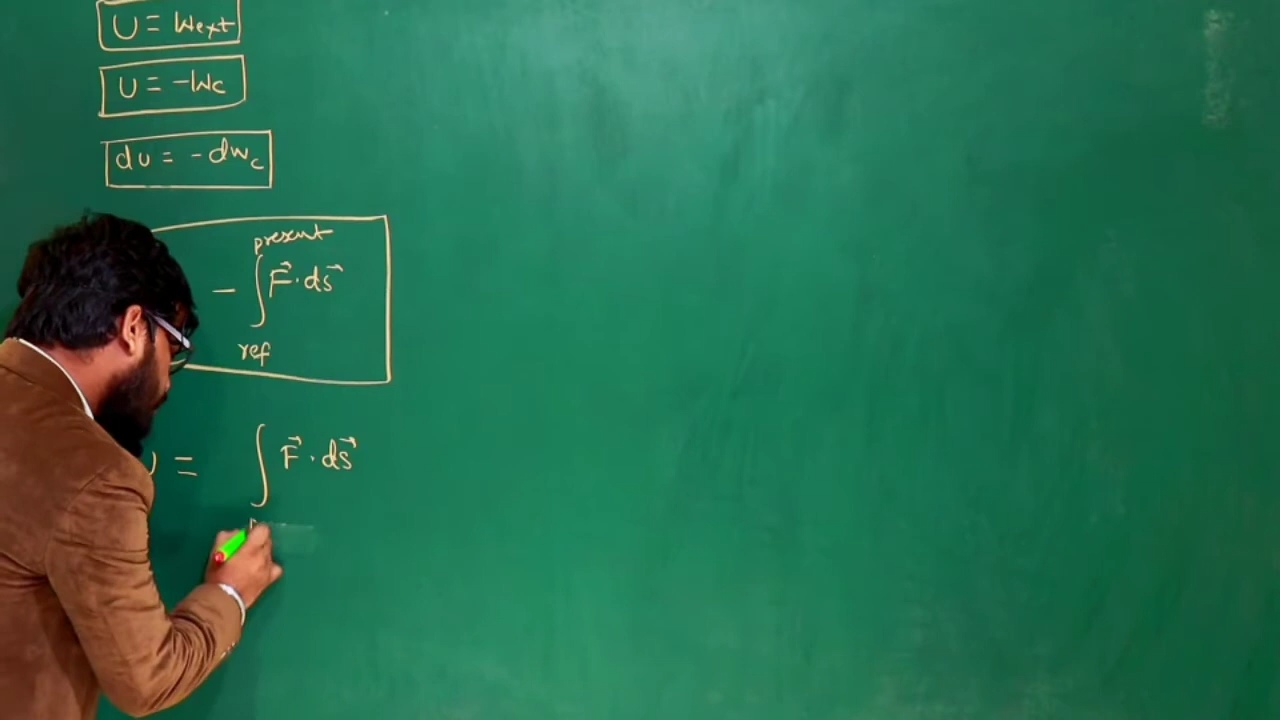 U = Wext
U = -Wc
dU = -dWc
present
- ∫ F⃗ · ds⃗
ref
U = ∫ F⃗ · ds⃗